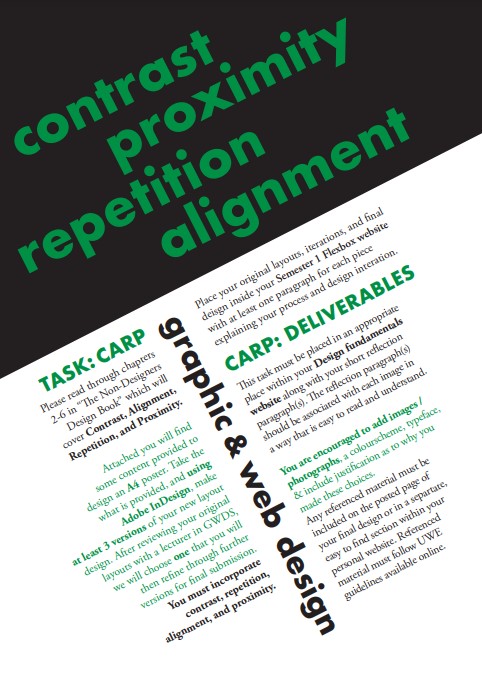 contrast
proximity
repetition
alignment
TASK: CARP
Please read through chapters
2-6 in "The Non-Designers
Design Book" which will
cover Contrast, Alignment,
Repetition, and Proximity.
Attached you will find
some content provided to
design an A4 poster. Take the
what is provided, and using
Adobe InDesign, make
at least 3 versions of your new layout
design. After reviewing your original
layouts with a lecturer in GWDS,
we will choose one that you will
then refine through further
versions for final submission.
You must incorporate
contrast, repetition,
alignment, and proximity.
graphic & web design
Place your original layouts, iterations, and final
deisgn inside your Semester 1 Flexbox website
with at least one paragraph for each piece
explaining your process and design interation.
CARP: DELIVERABLES
This task must be placed in an appropriate
place within your Design fundamentals
website along with your short reflection
paragraph(s). The reflection paragraph(s)
should be associated with each image in
a way that is easy to read and understand.
You are encouraged to add images /
photographs, a colourscheme, typeface,
& include justification as to why you
made these choices.
Any referenced material must be
included on the posted page of
your final design or in a separate,
easy to find section within your
personal website. Referenced
material must follow UWE
guidelines available online.